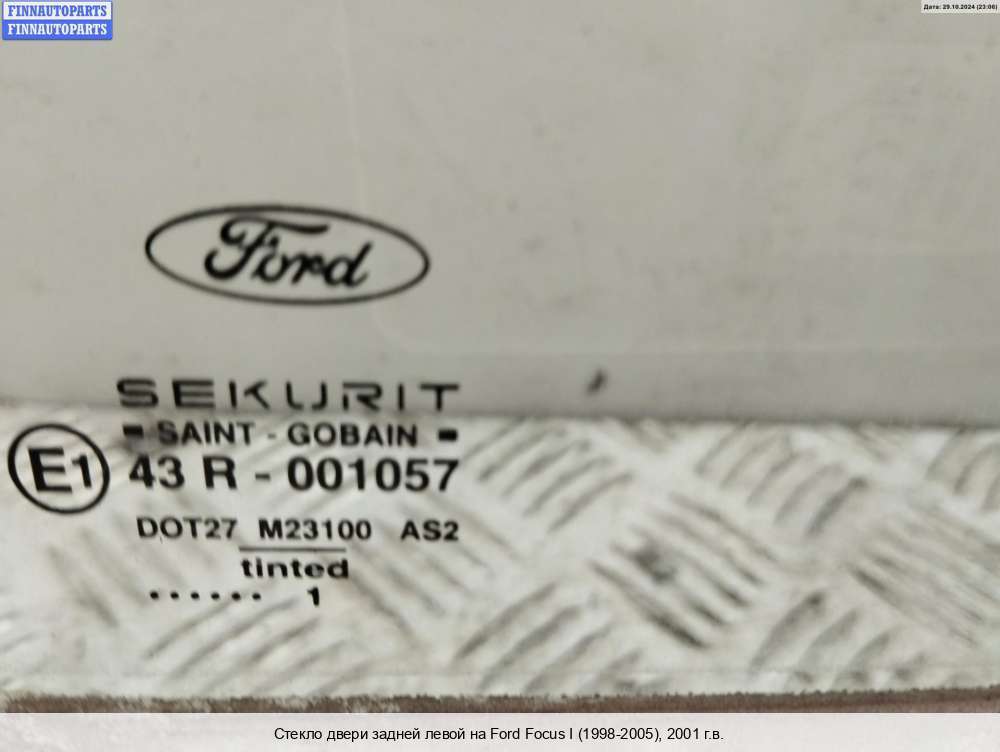 FINNAUTOPARTS
FINNAUTOPARTS
Дата: 29.10.2024 (23:06)
Ford
SEKURIT
SAINT - GOBAIN
E1 43 R - 001057
DOT27 M23100 AS2
tinted
...... 1
Стекло двери задней левой на Ford Focus I (1998-2005), 2001 г.в.